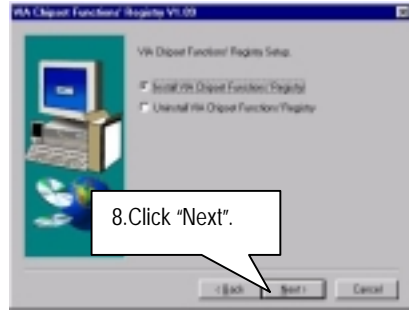 VIA Chipset Functions' Registry V1.09
VIA Chipset Functions' Registry Setup.
Install VIA Chipset Functions' Registry
Uninstall VIA Chipset Functions' Registry
8.Click “Next”.
< Back
Next >
Cancel